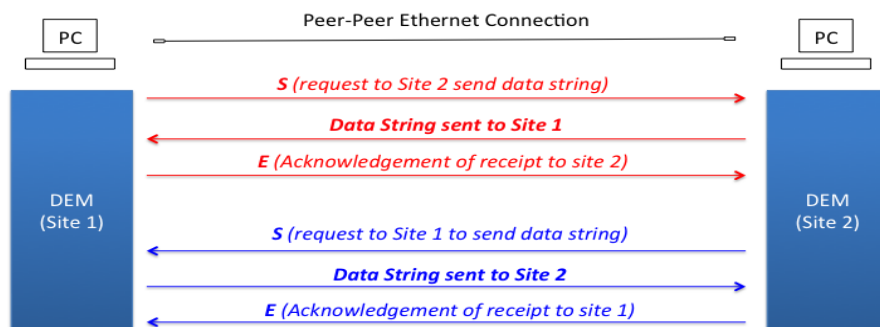 Peer-Peer Ethernet Connection
PC
PC
S (request to Site 2 send data string)
Data String sent to Site 1
E (Acknowledgement of receipt to site 2)
DEM
(Site 1)
DEM
(Site 2)
S (request to Site 1 to send data string)
Data String sent to Site 2
E (Acknowledgement of receipt to site 1)